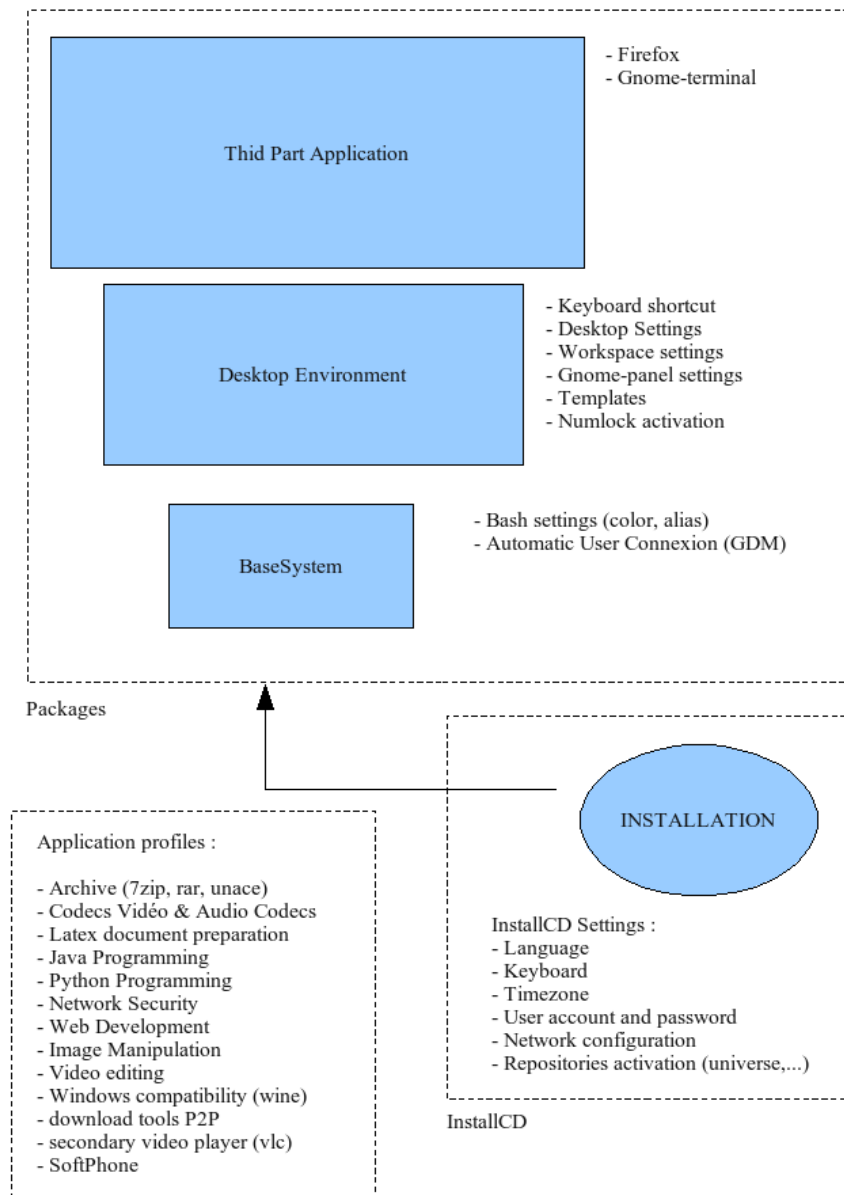 Thid Part Application
- Firefox
- Gnome-terminal
Desktop Environment
- Keyboard shortcut
- Desktop Settings
- Workspace settings
- Gnome-panel settings
- Templates
- Numlock activation
BaseSystem
- Bash settings (color, alias)
- Automatic User Connexion (GDM)
Packages
INSTALLATION
InstallCD Settings :
- Language
- Keyboard
- Timezone
- User account and password
- Network configuration
- Repositories activation (universe,...)
InstallCD
Application profiles :
- Archive (7zip, rar, unace)
- Codecs Vidéo & Audio Codecs
- Latex document preparation
- Java Programming
- Python Programming
- Network Security
- Web Development
- Image Manipulation
- Video editing
- Windows compatibility (wine)
- download tools P2P
- secondary video player (vlc)
- SoftPhone